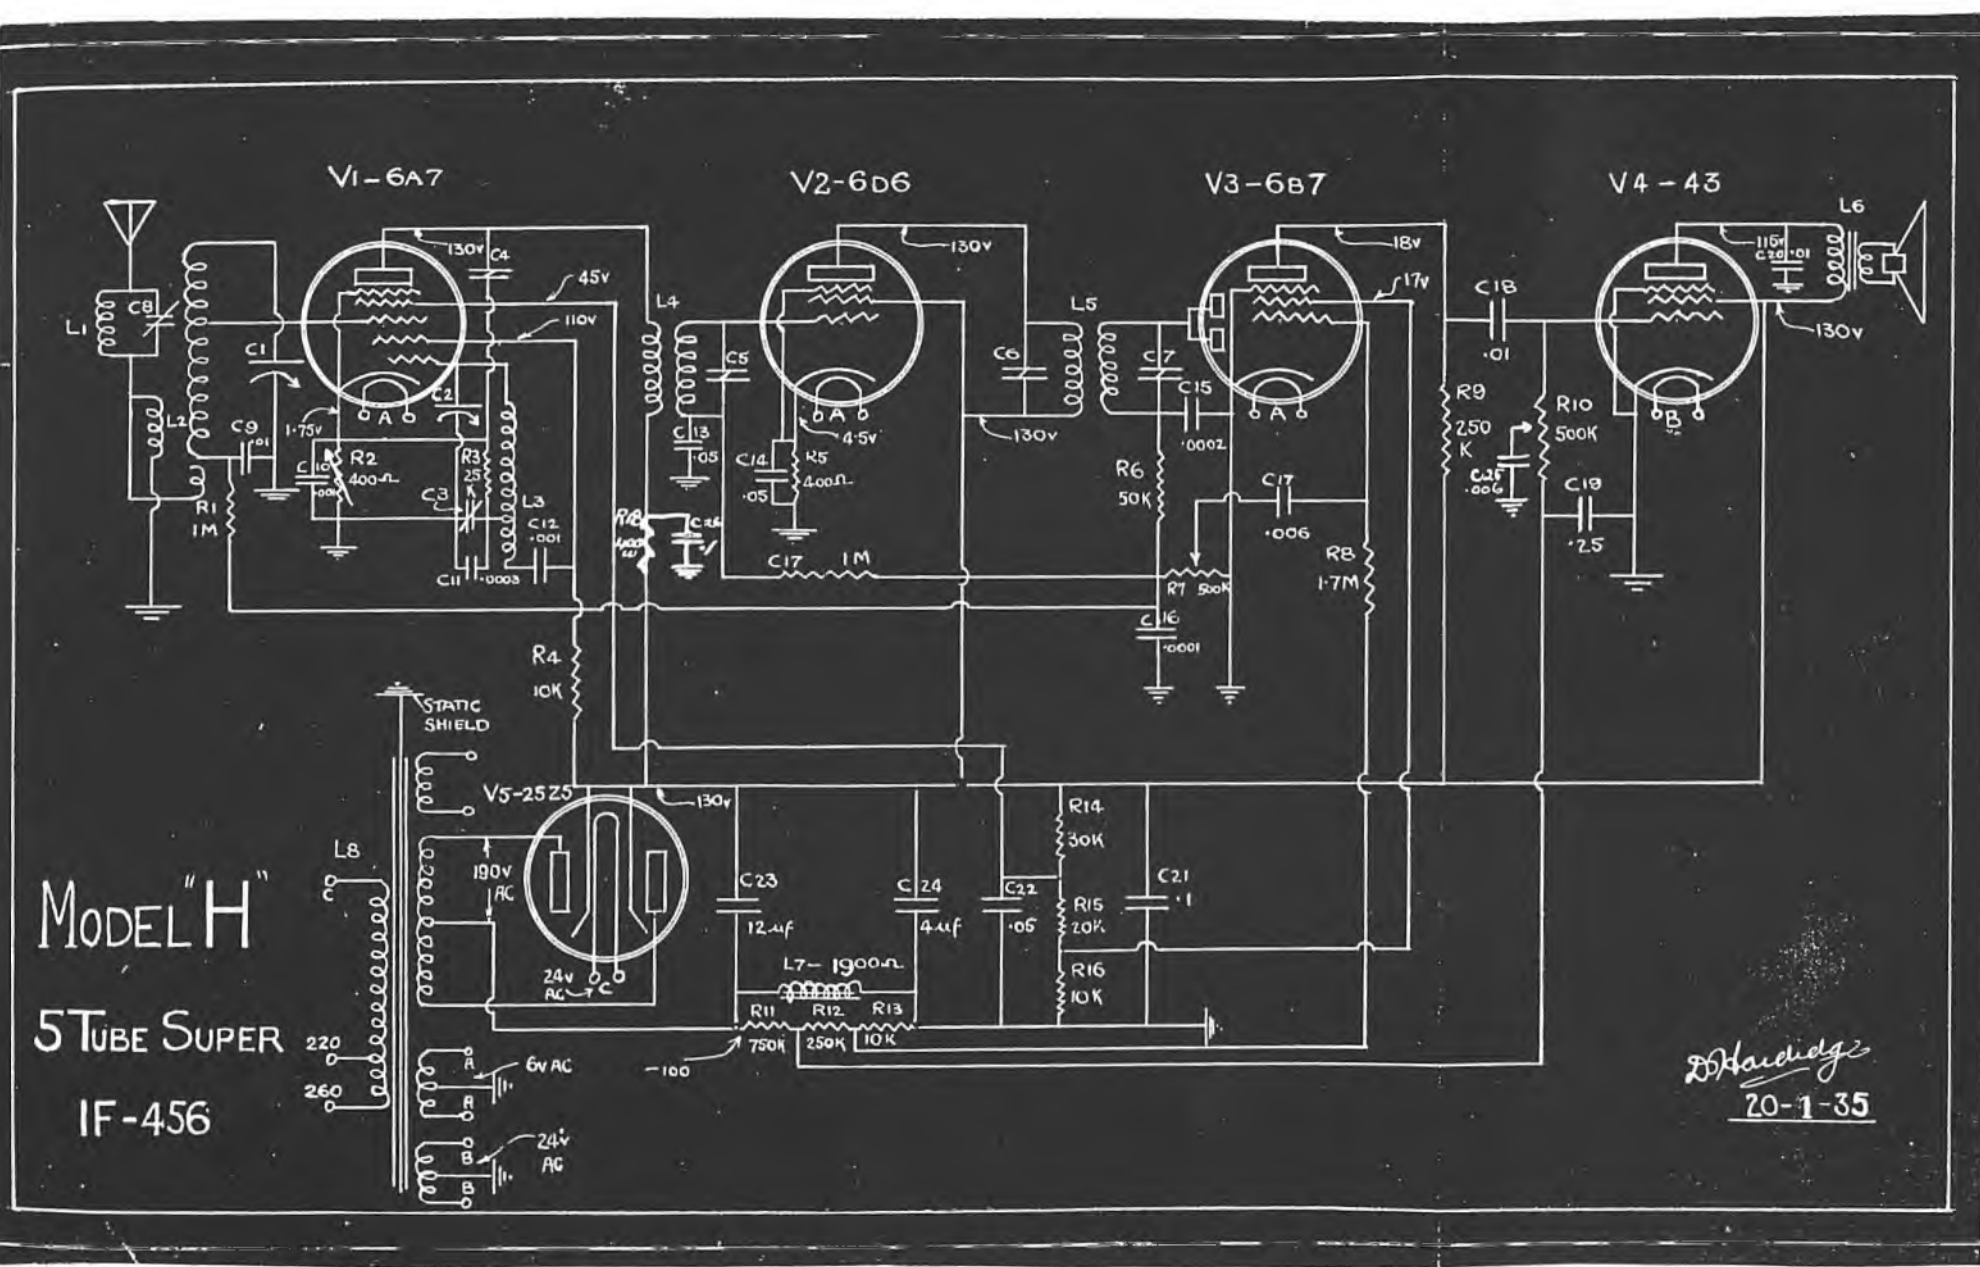 V1-6A7
V2-6D6
V3-6B7
V4-43
L6
130v
C4
130v
18v
115v
C20 .01
45v
17v
C8
L4
L5
C18
L1
110v
130v
C1
C5
C6
C7
.01
C2
C15
R9
R10
A
A
A
B
L2
C9
.01
1.75v
C13
.05
4.5v
130v
.0002
250
K
500K
R2
400Ω
R3
25
K
C14
.05
R5
400Ω
R6
50K
C17
.006
.006
C19
.25
C10
.001
C3
L3
R1
1M
C12
.001
R18
C11
.0003
C17
1M
R7
500K
R8
1.7M
C16
.0001
R4
10K
STATIC
SHIELD
V5-25Z5
130v
R14
30K
L8
C
190v
AC
C23
12uf
C24
4uf
C22
.05
R15
20K
C21
.1
MODEL "H"
24v
AC
C
L7-1900Ω
R16
10K
R11
R12
R13
750K
250K
10K
5 TUBE SUPER
220
-100
260
A
6v AC
A
IF-456
B
24v
AC
B
D Hardidge
20-1-35